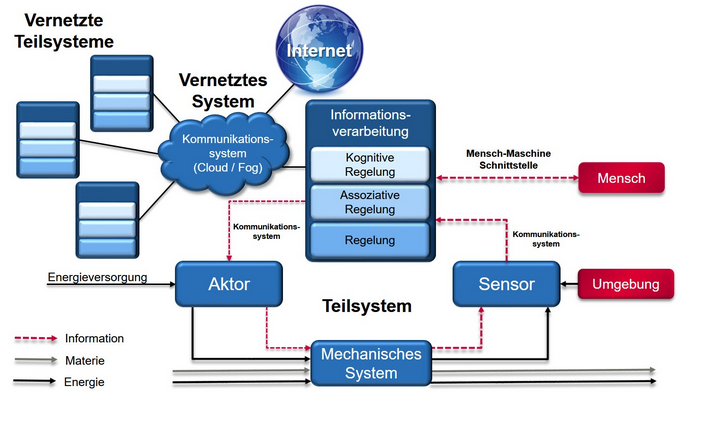 Vernetzte
Teilsysteme
Internet
Vernetztes
System
Kommunikations-
system
(Cloud / Fog)
Informations-
verarbeitung
Kognitive
Regelung
Assoziative
Regelung
Regelung
Mensch-Maschine
Schnittstelle
Mensch
Kommunikations-
system
Kommunikations-
system
Energieversorgung
Aktor
Sensor
Umgebung
Teilsystem
Mechanisches
System
Information
Materie
Energie